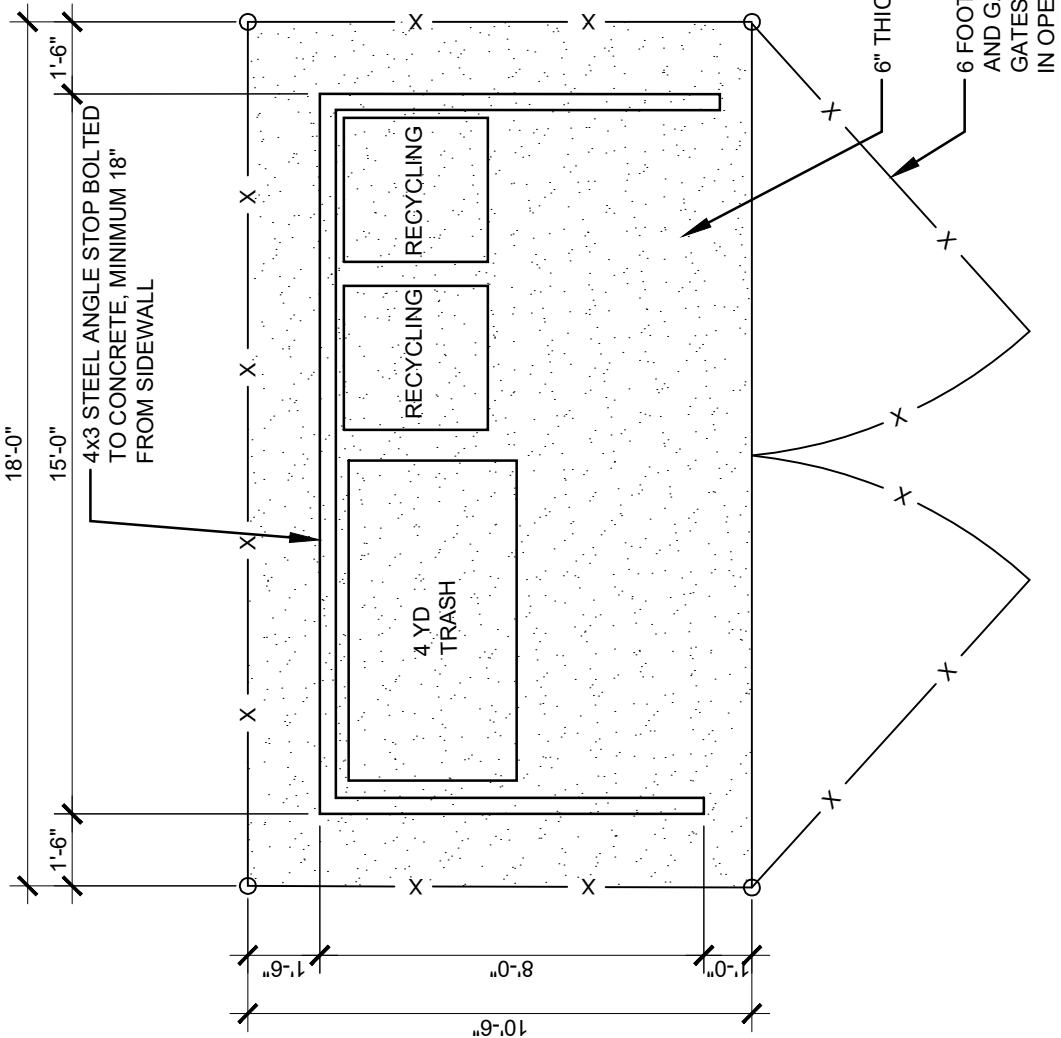 18'-0"
1'-6"
15'-0"
1'-6"
4x3 STEEL ANGLE STOP BOLTED
TO CONCRETE, MINIMUM 18"
FROM SIDEWALL
X X
X X X X
RECYCLING
RECYCLING
4 YD
TRASH
X X
1'-6"
8'-0"
1'-0"
10'-6"
X X X
X X X
6" THIC
6 FOOT
AND GA
GATES
IN OPE